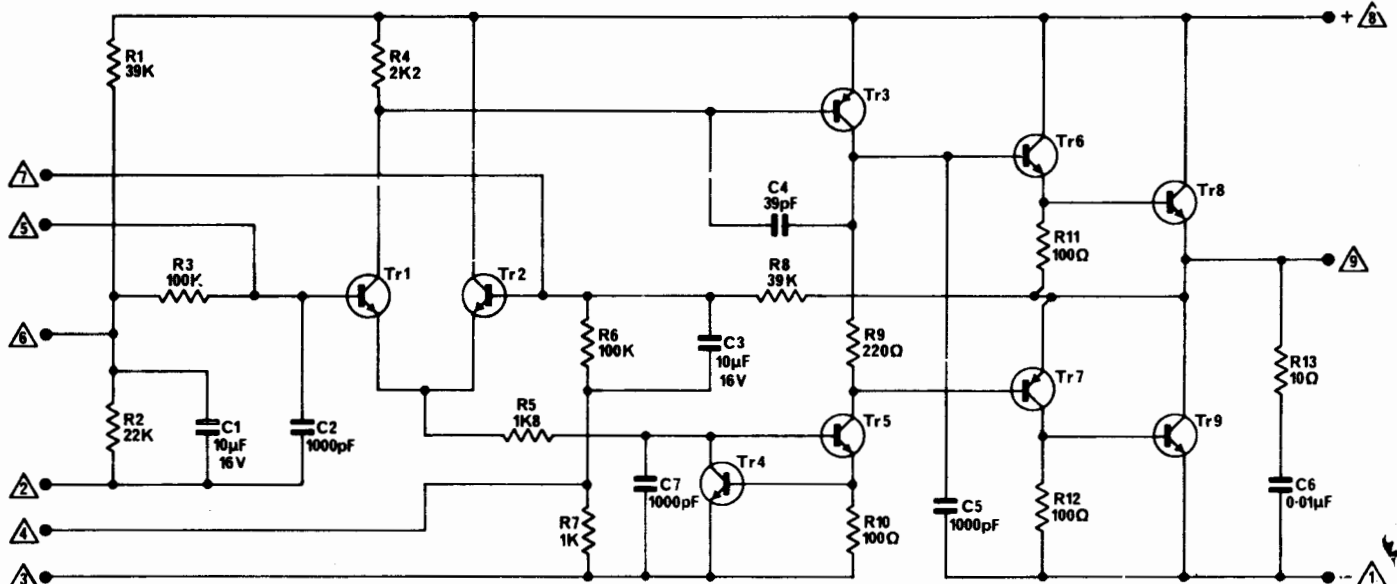 + 8
R1
39K
R4
2K2
Tr3
Tr6
7
C4
39pF
Tr8
5
R11
100Ω
R3
100K
Tr1
Tr2
R8
39K
9
6
R6
100K
C3
10µF
16V
R9
220Ω
R13
10Ω
Tr7
R2
22K
C1
10µF
16V
C2
1000pF
R5
1K8
Tr5
Tr9
Tr4
2
C7
1000pF
C5
1000pF
R12
100Ω
C6
0·01µF
4
R7
1K
R10
100Ω
3
- 1